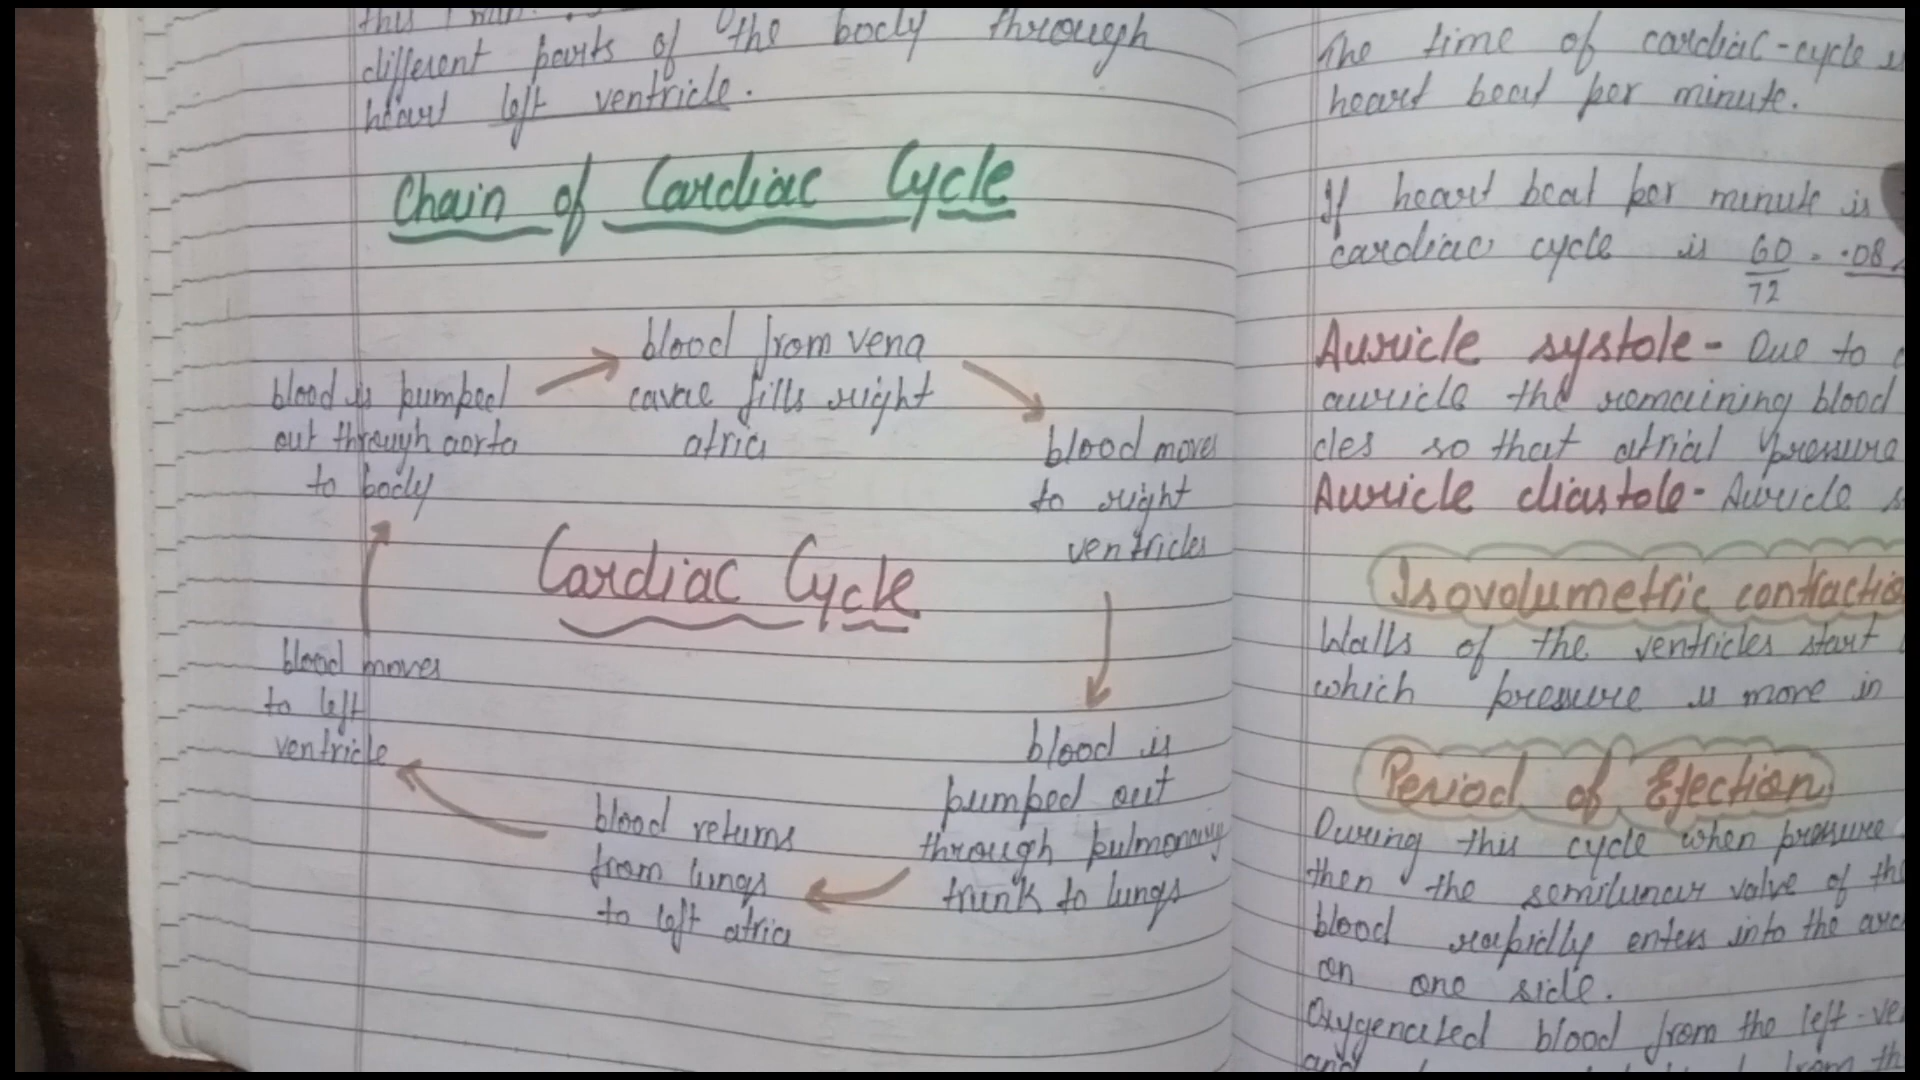 this 1 min.
different parts of the body through
heart left ventricle.
Chain of Cardiac Cycle
blood from vena
cavae fills right
atria
blood moves
to right
ventricles
blood is
pumped out
through pulmonary
trunk to lungs
blood returns
from lungs
to left atria
blood moves
to left
ventricle
blood is pumped
out through aorta
to body
Cardiac Cycle
The time of cardiac-cycle
heart beat per minute.
If heart beat per minute is
cardiac cycle is 60/72 = .08
Auricle systole- Due to
auricle the remaining blood
cles so that atrial pressure
Auricle diastole- Auricle
Isovolumetric contractio
Walls of the ventricles start
which pressure is more in
Period of Ejection
During this cycle when pressure
then the semilunar valve of the
blood rapidly enters into the
on one side.
Oxygenated blood from the left-ve
and from th